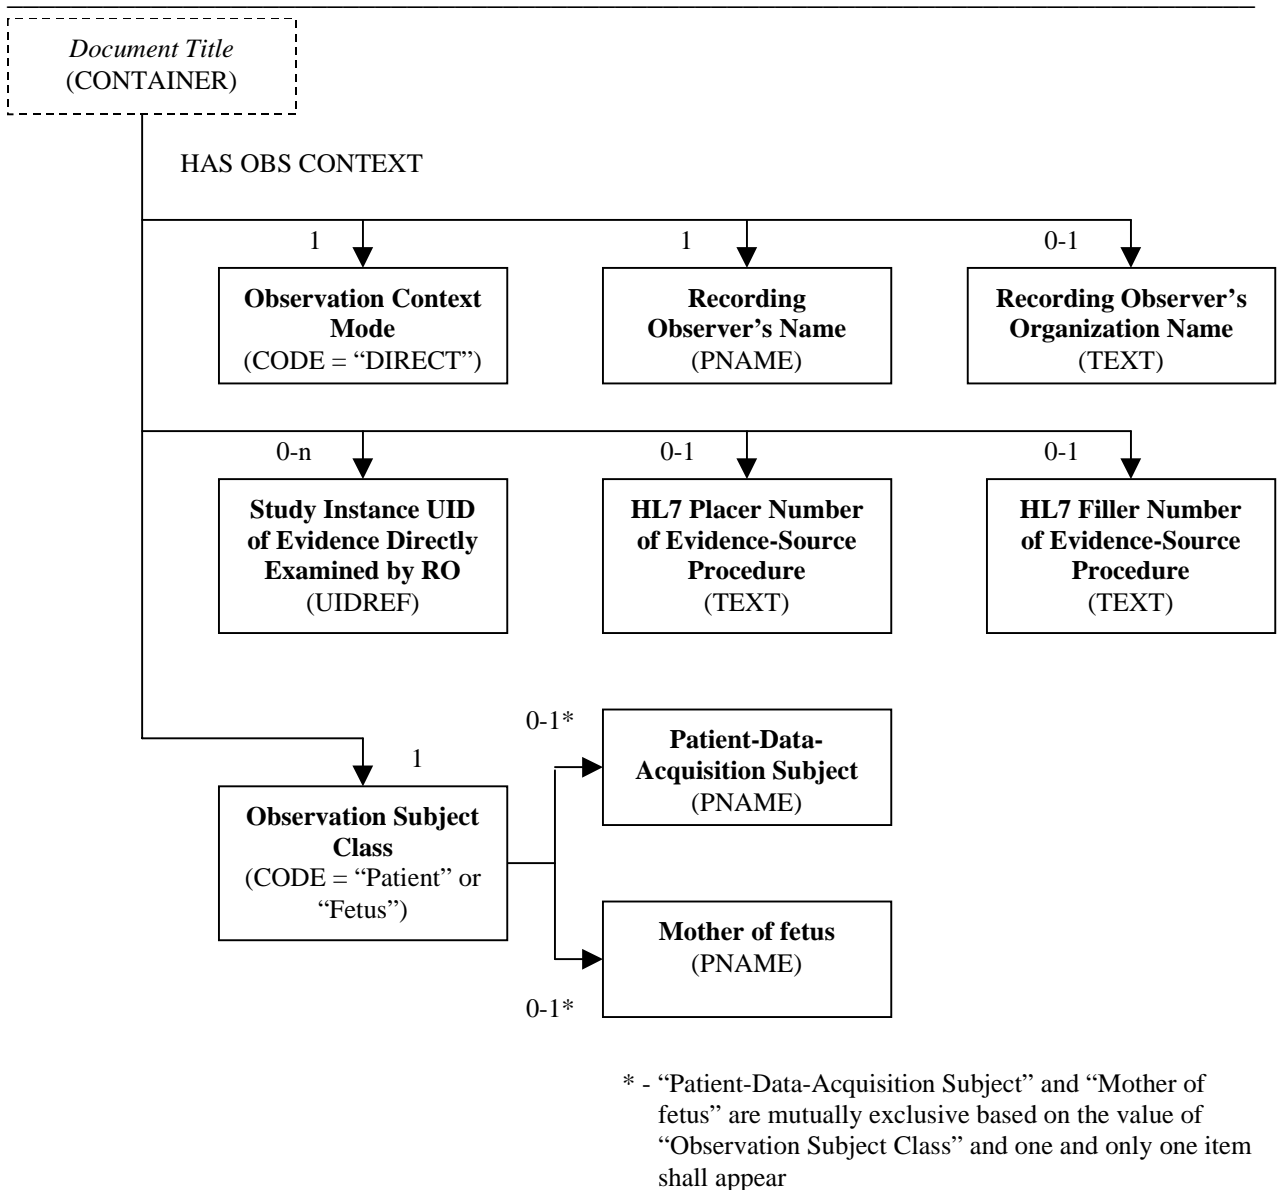 Document Title
(CONTAINER)
HAS OBS CONTEXT
1
1
0-1
Observation Context
Mode
(CODE = “DIRECT”)
Recording
Observer’s Name
(PNAME)
Recording Observer’s
Organization Name
(TEXT)
0-n
0-1
0-1
Study Instance UID
of Evidence Directly
Examined by RO
(UIDREF)
HL7 Placer Number
of Evidence-Source
Procedure
(TEXT)
HL7 Filler Number
of Evidence-Source
Procedure
(TEXT)
1
Observation Subject
Class
(CODE = “Patient” or
“Fetus”)
0-1*
Patient-Data-
Acquisition Subject
(PNAME)
Mother of fetus
(PNAME)
0-1*
* - “Patient-Data-Acquisition Subject” and “Mother of
fetus” are mutually exclusive based on the value of
“Observation Subject Class” and one and only one item
shall appear